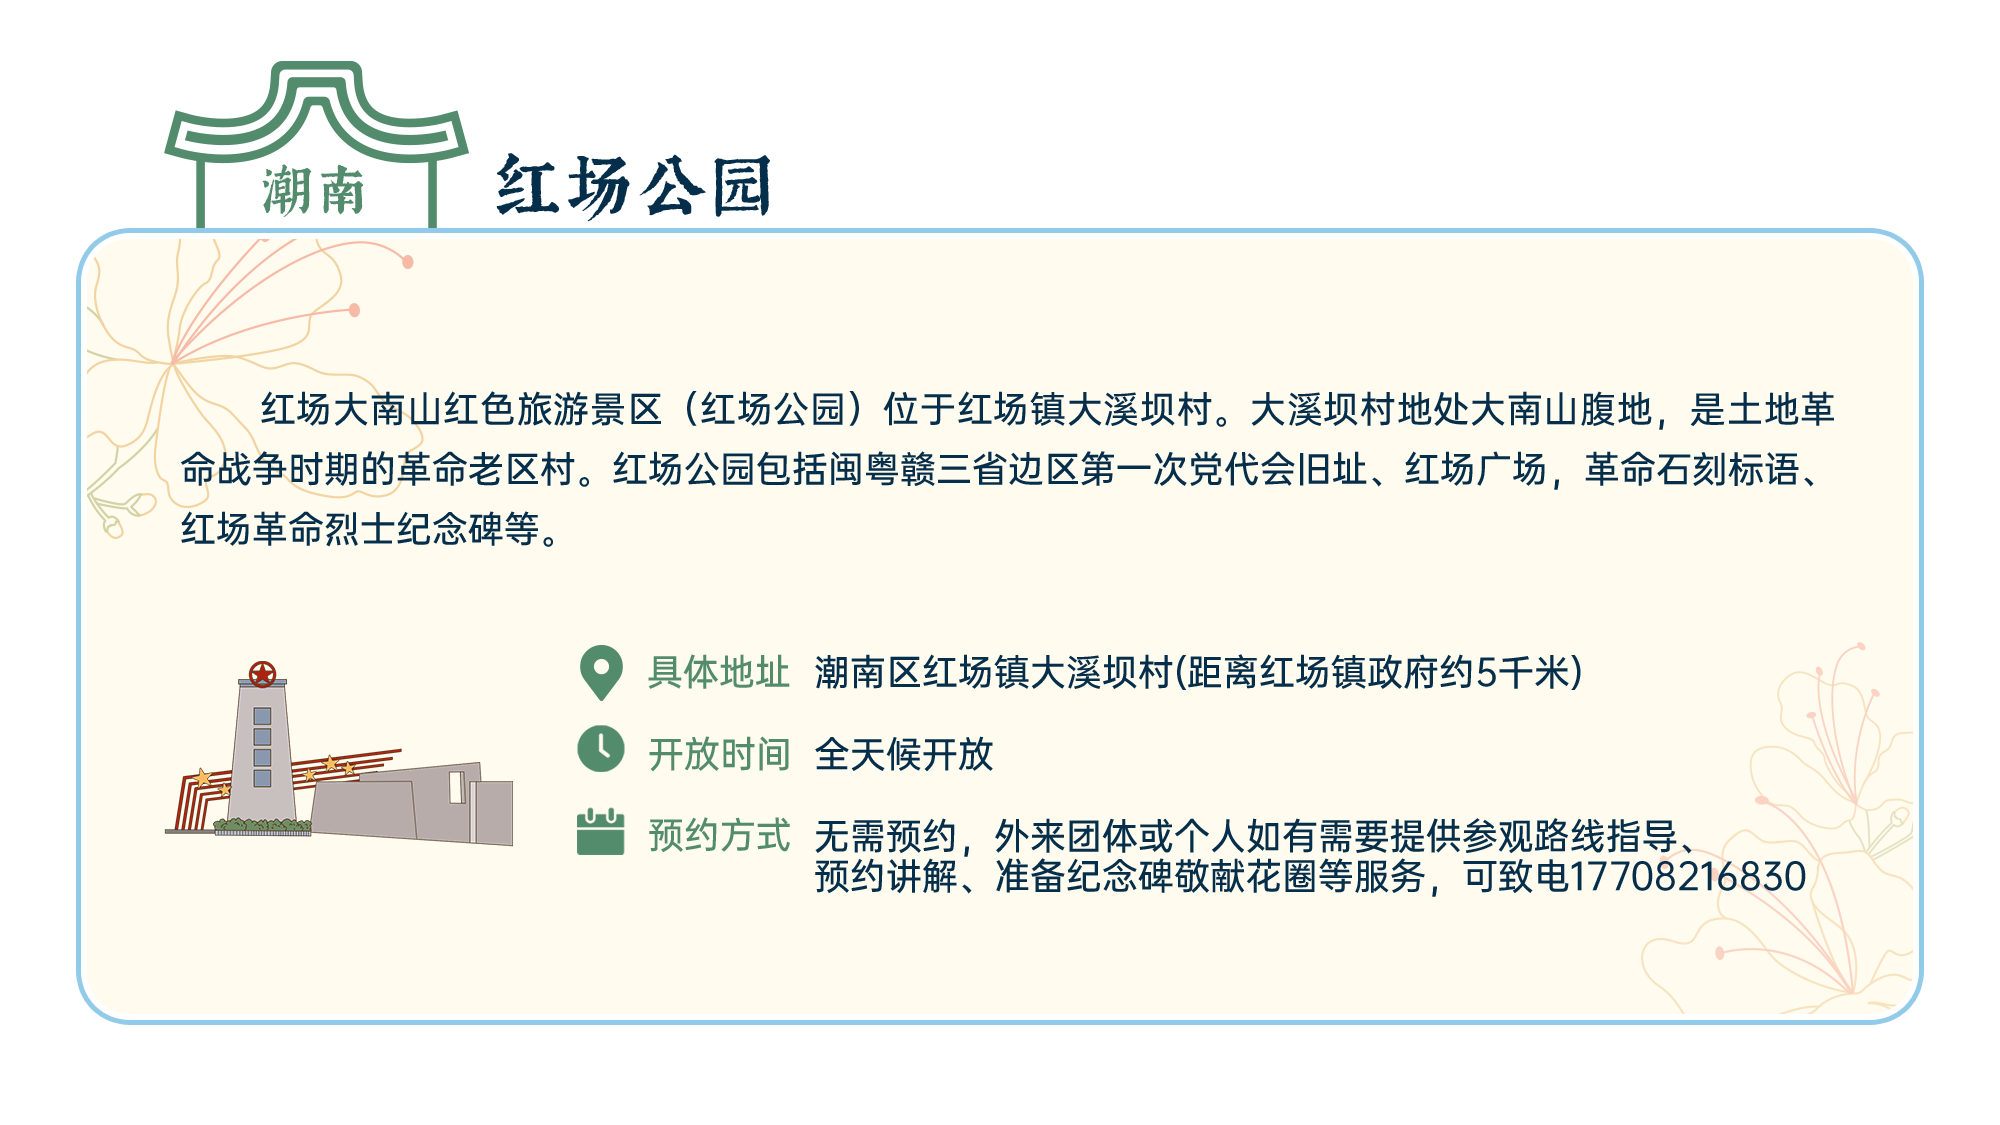 潮南
红场公园
红场大南山红色旅游景区（红场公园）位于红场镇大溪坝村。大溪坝村地处大南山腹地，是土地革
命战争时期的革命老区村。红场公园包括闽粤赣三省边区第一次党代会旧址、红场广场，革命石刻标语、
红场革命烈士纪念碑等。
具体地址 潮南区红场镇大溪坝村(距离红场镇政府约5千米)
开放时间 全天候开放
预约方式 无需预约，外来团体或个人如有需要提供参观路线指导、
预约讲解、准备纪念碑敬献花圈等服务，可致电17708216830